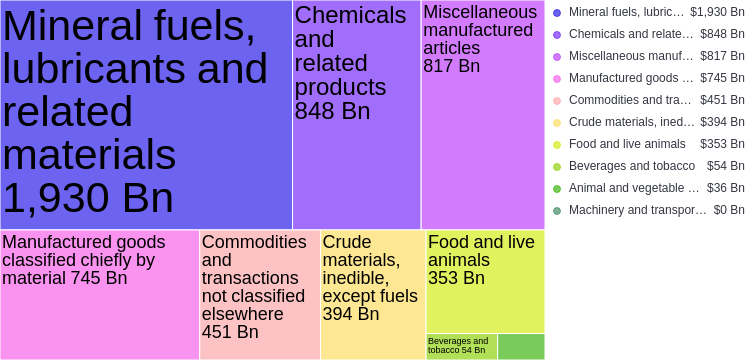 Mineral fuels,
lubricants and
related
materials
1,930 Bn
Chemicals
and
related
products
848 Bn
Miscellaneous
manufactured
articles
817 Bn
Manufactured goods
classified chiefly by
material 745 Bn
Commodities
and
transactions
not classified
elsewhere
451 Bn
Crude
materials,
inedible,
except fuels
394 Bn
Food and live
animals
353 Bn
Beverages and
tobacco 54 Bn
Mineral fuels, lubric... $1,930 Bn
Chemicals and relate... $848 Bn
Miscellaneous manuf... $817 Bn
Manufactured goods ... $745 Bn
Commodities and tra... $451 Bn
Crude materials, ined... $394 Bn
Food and live animals $353 Bn
Beverages and tobacco $54 Bn
Animal and vegetable ... $36 Bn
Machinery and transpor... $0 Bn